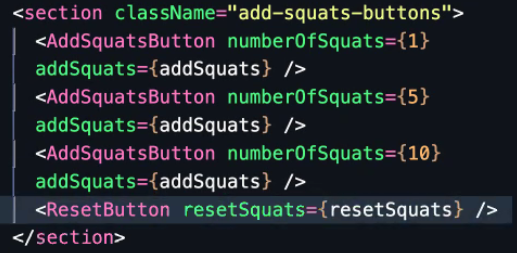 <section className="add-squats-buttons">
<AddSquatsButton numberOfSquats={1}
addSquats={addSquats} />
<AddSquatsButton numberOfSquats={5}
addSquats={addSquats} />
<AddSquatsButton numberOfSquats={10}
addSquats={addSquats} />
<ResetButton resetSquats={resetSquats} />
</section>